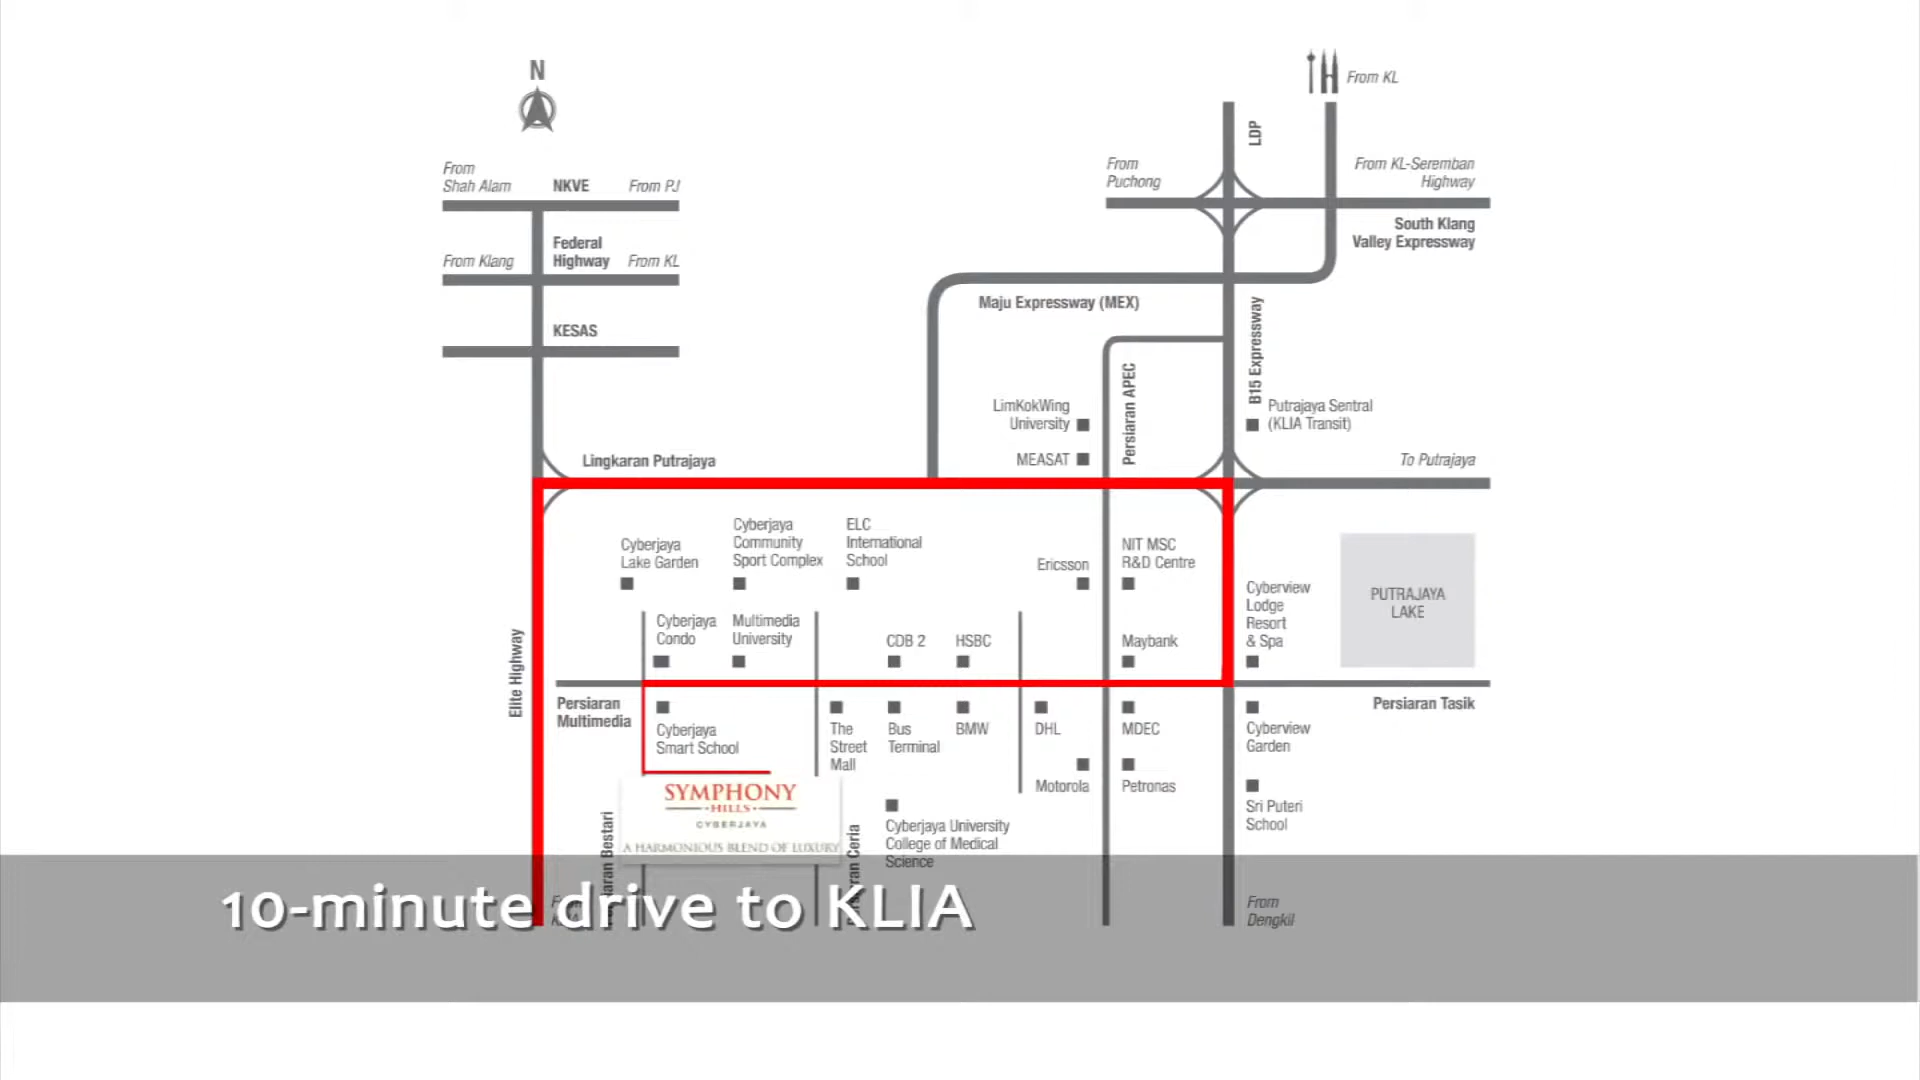 N
From KL
LDP
From
Puchong
From KL-Seremban
Highway
From
Shah Alam
NKVE
From PJ
South Klang
Valley Expressway
Federal
Highway
From Klang
From KL
Maju Expressway (MEX)
KESAS
B15 Expressway
Persiaran APEC
LimKokWing
University
Putrajaya Sentral
(KLIA Transit)
MEASAT
Lingkaran Putrajaya
To Putrajaya
Cyberjaya
Lake Garden
Cyberjaya
Community
Sport Complex
ELC
International
School
Ericsson
NIT MSC
R&D Centre
Cyberview
Lodge
Resort
& Spa
PUTRAJAYA
LAKE
Cyberjaya
Condo
Multimedia
University
CDB 2
HSBC
Maybank
Elite Highway
Persiaran
Multimedia
Persiaran Tasik
Cyberjaya
Smart School
The
Street
Mall
Bus
Terminal
BMW
DHL
MDEC
Cyberview
Garden
Motorola
Petronas
SYMPHONY
HILLS
CYBERJAYA
A HARMONIOUS BLEND OF LUXURY
Bestari
Ceria
Cyberjaya University
College of Medical
Science
Sri Puteri
School
10-minute drive to KLIA
From
Dengkil